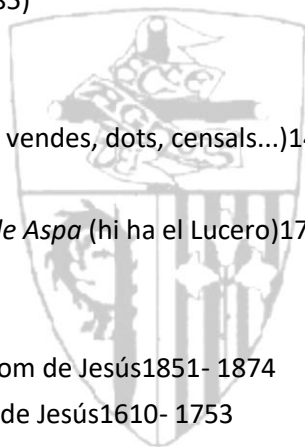 35)
vendes, dots, censals...)14
de Aspa (hi ha el Lucero)17
om de Jesús1851- 1874
de Jesús1610- 1753